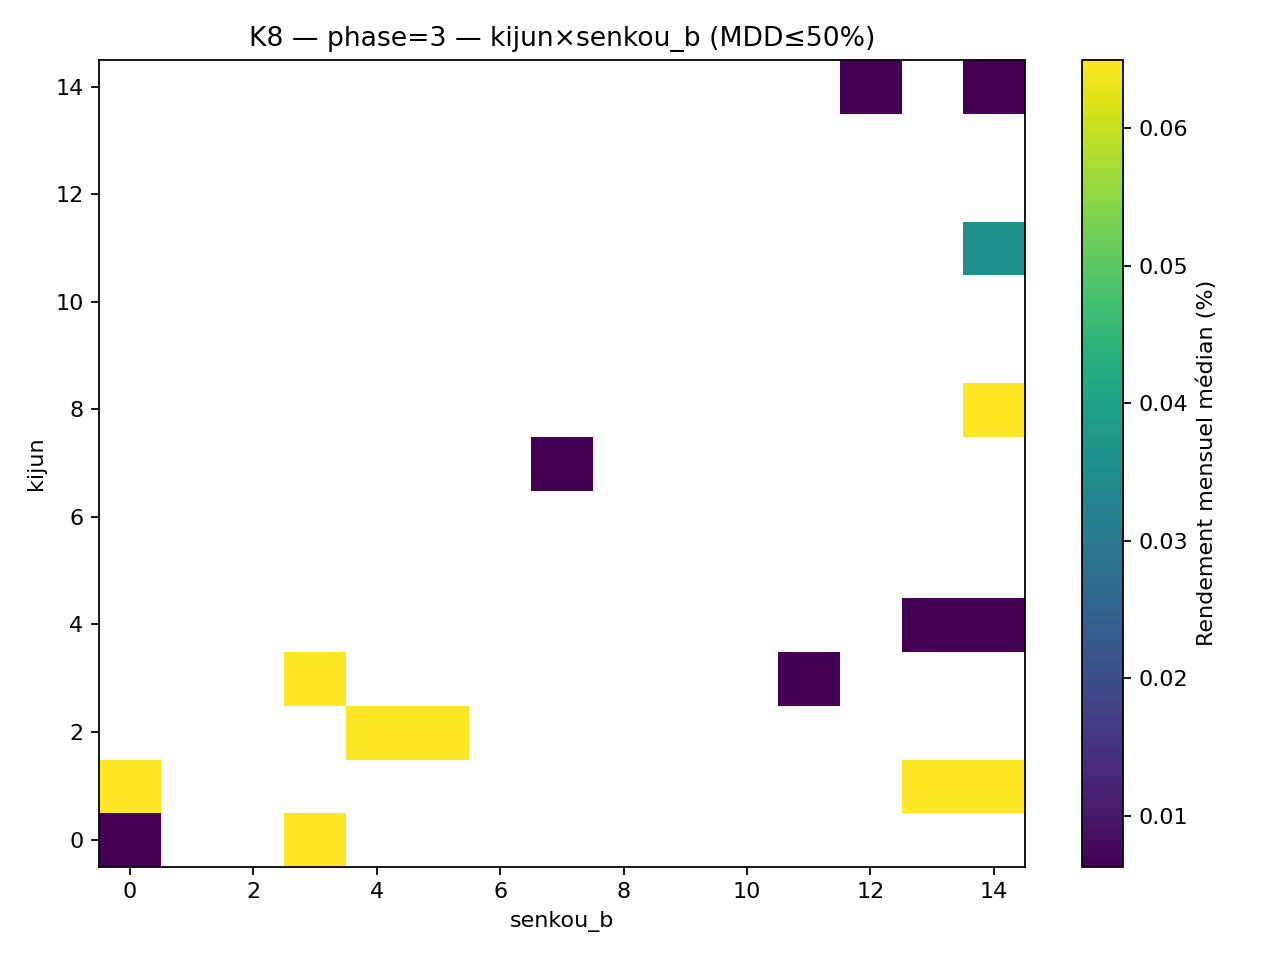 K8 — phase=3 — kijun×senkou_b (MDD≤50%)
14
12
10
8
6
4
2
0
kijun
0 2 4 6 8 10 12 14
senkou_b
0.06
0.05
0.04
0.03
0.02
0.01
Rendement mensuel médian (%)